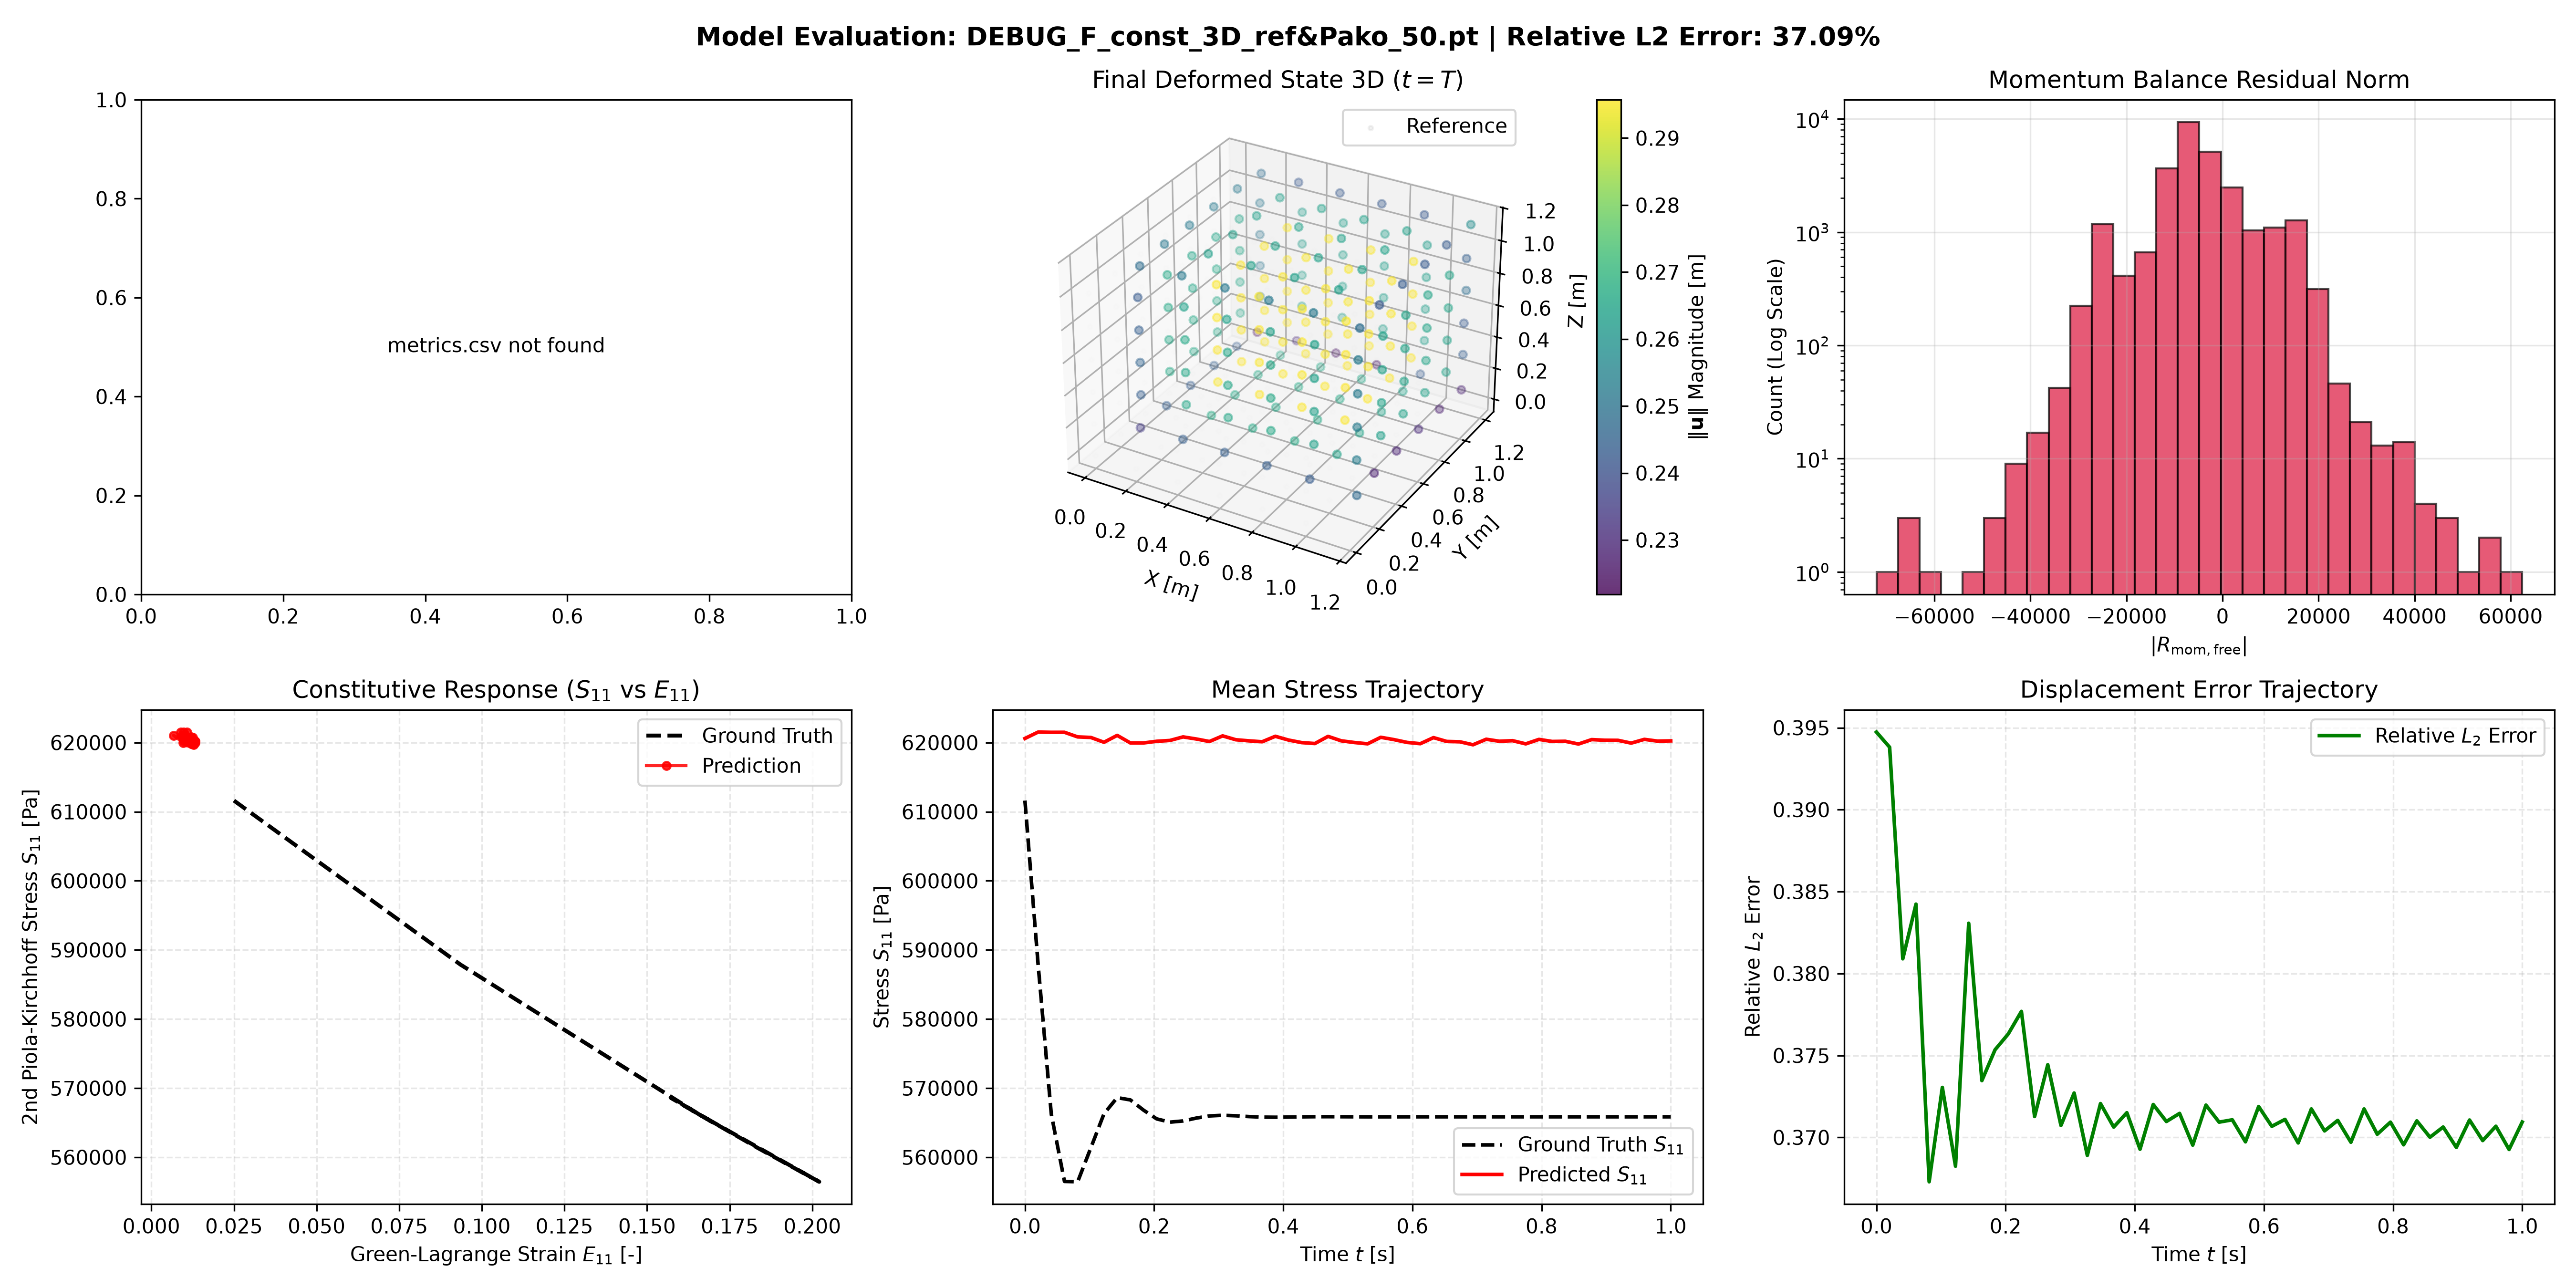 Model Evaluation: DEBUG_F_const_3D_ref&Pako_50.pt | Relative L2 Error: 37.09%
1.0
0.8
0.6
0.4
0.2
0.0
metrics.csv not found
0.0 0.2 0.4 0.6 0.8 1.0
Final Deformed State 3D (t = T)
Reference
1.2
1.0
0.8
0.6
0.4
0.2
0.0
Z [m]
0.0 0.2 0.4 0.6 0.8 1.0 1.2
X [m]
0.0 0.2 0.4 0.6 0.8 1.0 1.2
Y [m]
0.29
0.28
0.27
0.26
0.25
0.24
0.23
‖u‖ Magnitude [m]
Momentum Balance Residual Norm
Count (Log Scale)
10⁴
10³
10²
10¹
10⁰
−60000 −40000 −20000 0 20000 40000 60000
|R_mom, free|
Constitutive Response (S₁₁ vs E₁₁)
Ground Truth
Prediction
2nd Piola-Kirchhoff Stress S₁₁ [Pa]
620000
610000
600000
590000
580000
570000
560000
0.000 0.025 0.050 0.075 0.100 0.125 0.150 0.175 0.200
Green-Lagrange Strain E₁₁ [-]
Mean Stress Trajectory
Stress S₁₁ [Pa]
620000
610000
600000
590000
580000
570000
560000
Ground Truth S₁₁
Predicted S₁₁
0.0 0.2 0.4 0.6 0.8 1.0
Time t [s]
Displacement Error Trajectory
Relative L₂ Error
Relative L₂ Error
0.395
0.390
0.385
0.380
0.375
0.370
0.0 0.2 0.4 0.6 0.8 1.0
Time t [s]